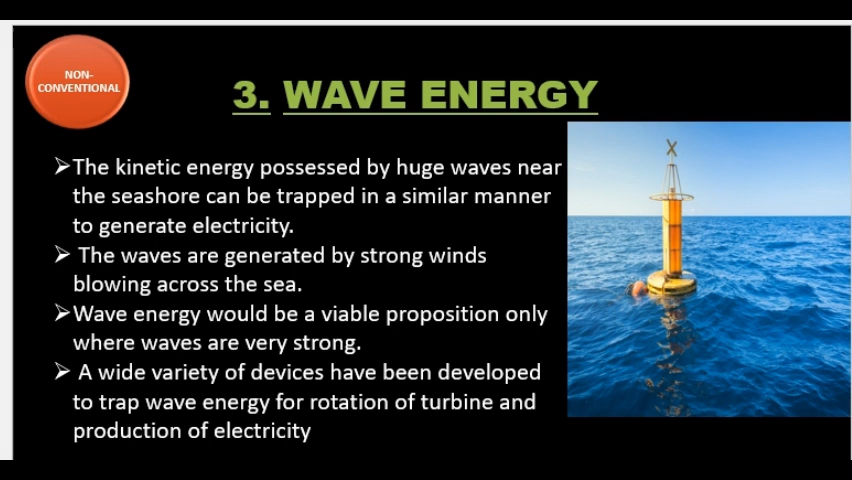 NON-
CONVENTIONAL
3. WAVE ENERGY
➢The kinetic energy possessed by huge waves near
the seashore can be trapped in a similar manner
to generate electricity.
➢ The waves are generated by strong winds
blowing across the sea.
➢Wave energy would be a viable proposition only
where waves are very strong.
➢ A wide variety of devices have been developed
to trap wave energy for rotation of turbine and
production of electricity